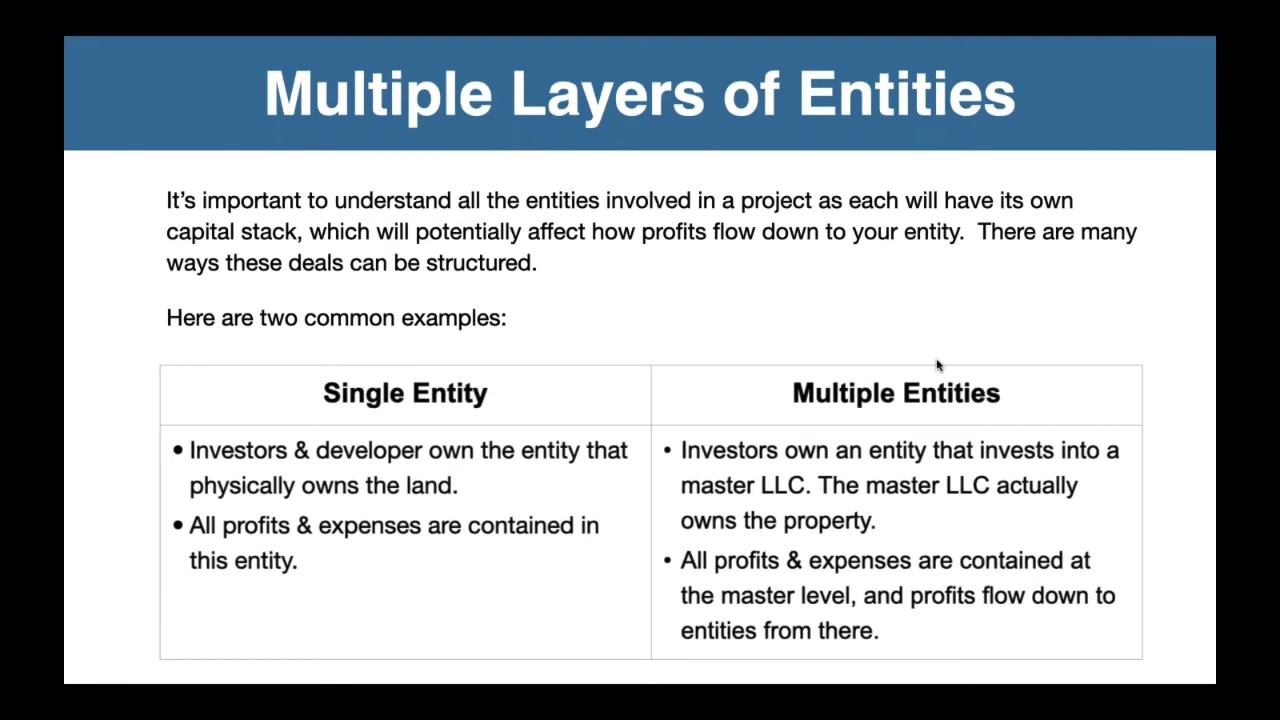 Multiple Layers of Entities
It's important to understand all the entities involved in a project as each will have its own
capital stack, which will potentially affect how profits flow down to your entity.  There are many
ways these deals can be structured.
Here are two common examples:
Single Entity
• Investors & developer own the entity that
physically owns the land.
• All profits & expenses are contained in
this entity.
Multiple Entities
• Investors own an entity that invests into a
master LLC. The master LLC actually
owns the property.
• All profits & expenses are contained at
the master level, and profits flow down to
entities from there.